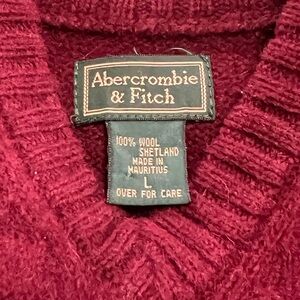 Abercrombie
& Fitch
100% WOOL
SHETLAND
MADE IN
MAURITIUS
L
OVER FOR CARE